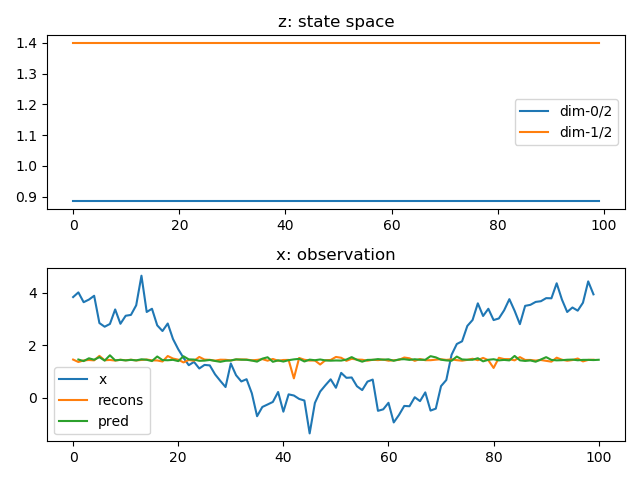 z: state space
1.4
1.3
1.2
1.1
1.0
0.9
dim-0/2
dim-1/2
0 20 40 60 80 100
x: observation
4
2
0
x
recons
pred
0 20 40 60 80 100